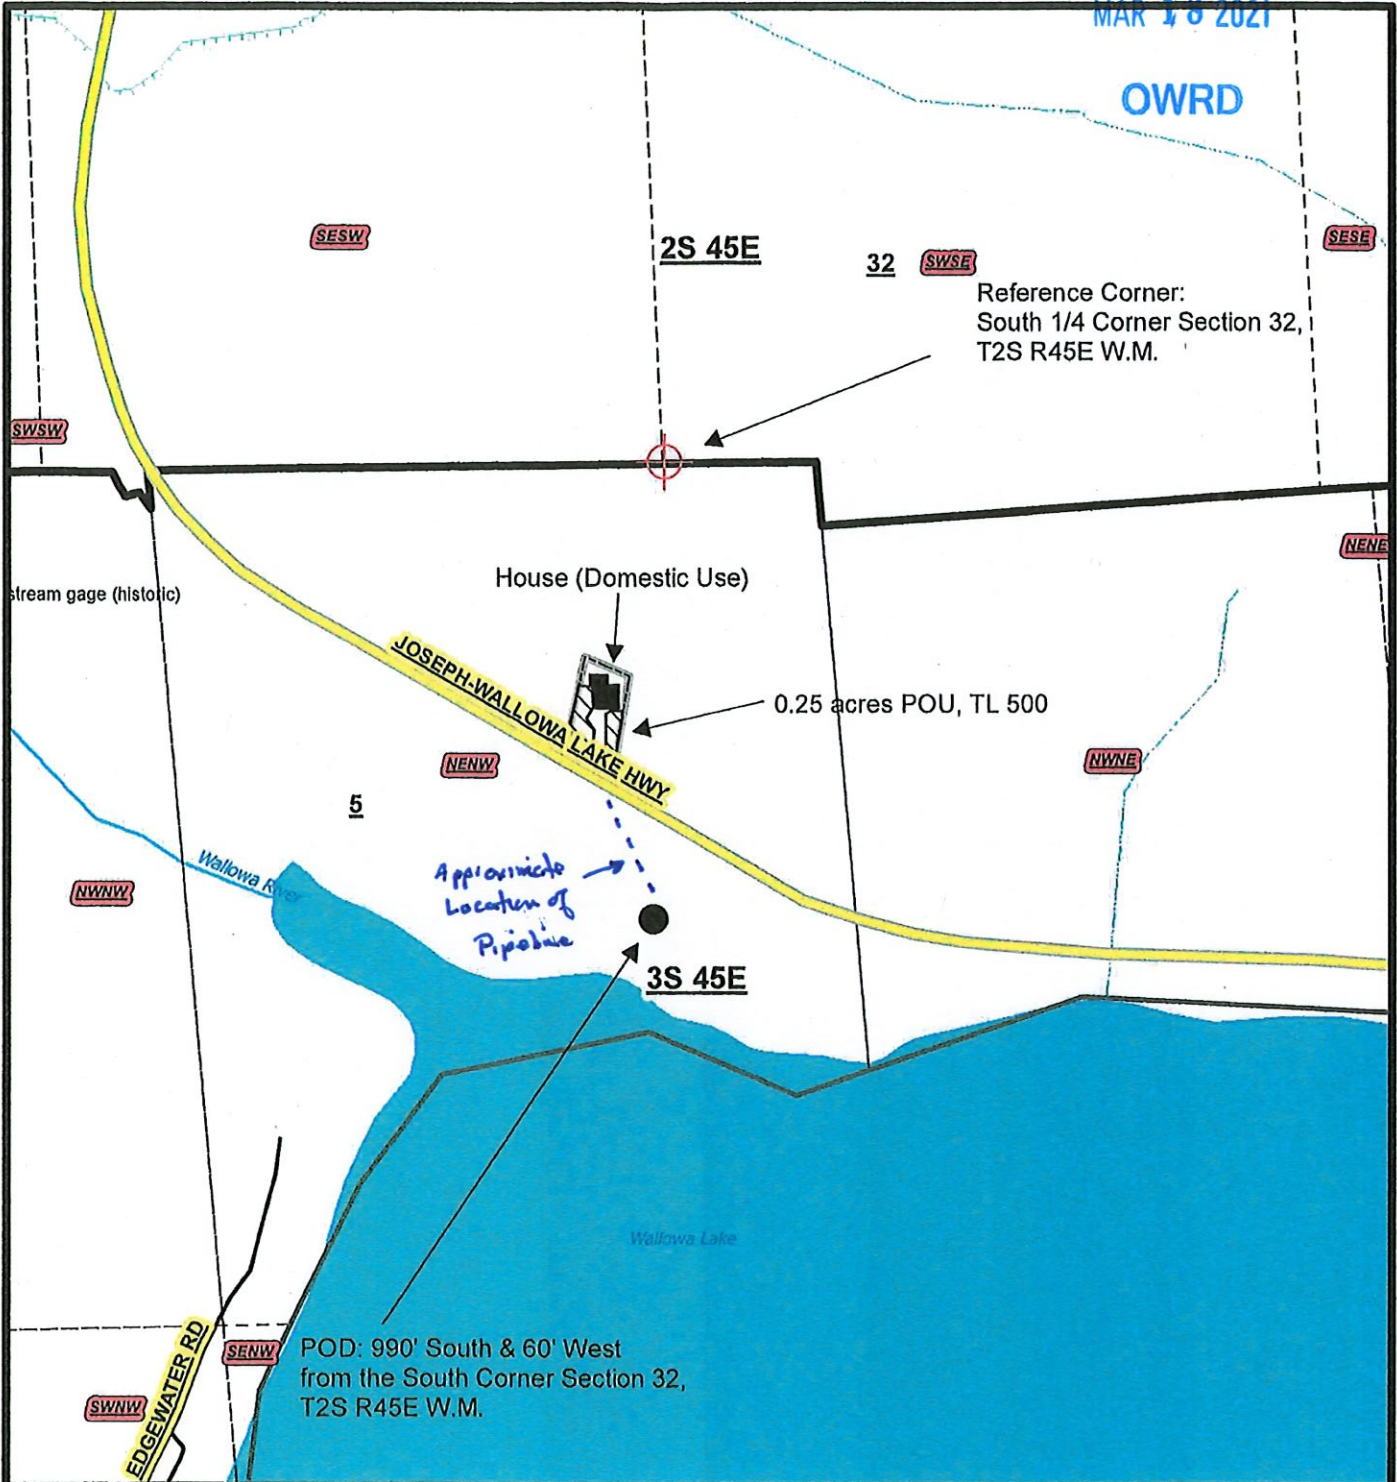 MAR 18 2021
OWRD
SESW
2S 45E
32
SWSE
SESE
Reference Corner:
South 1/4 Corner Section 32,
T2S R45E W.M.
SWSW
NENE
House (Domestic Use)
stream gage (historic)
JOSEPH-WALLOWA LAKE HWY
0.25 acres POU, TL 500
NENW
NWNE
5
Wallowa River
NWNW
Approximate
Location of
Pipeline
3S 45E
Wallowa Lake
POD: 990' South & 60' West
from the South Corner Section 32,
T2S R45E W.M.
SENW
SWNW
EDGEWATER RD